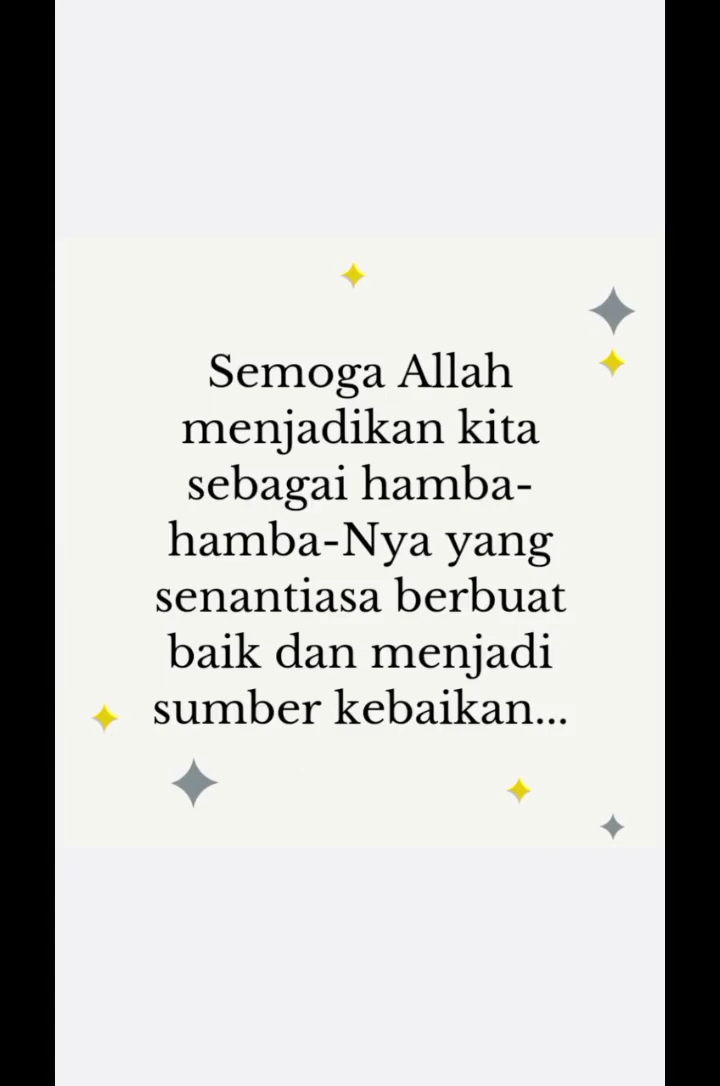 Semoga Allah
menjadikan kita
sebagai hamba-
hamba-Nya yang
senantiasa berbuat
baik dan menjadi
sumber kebaikan...